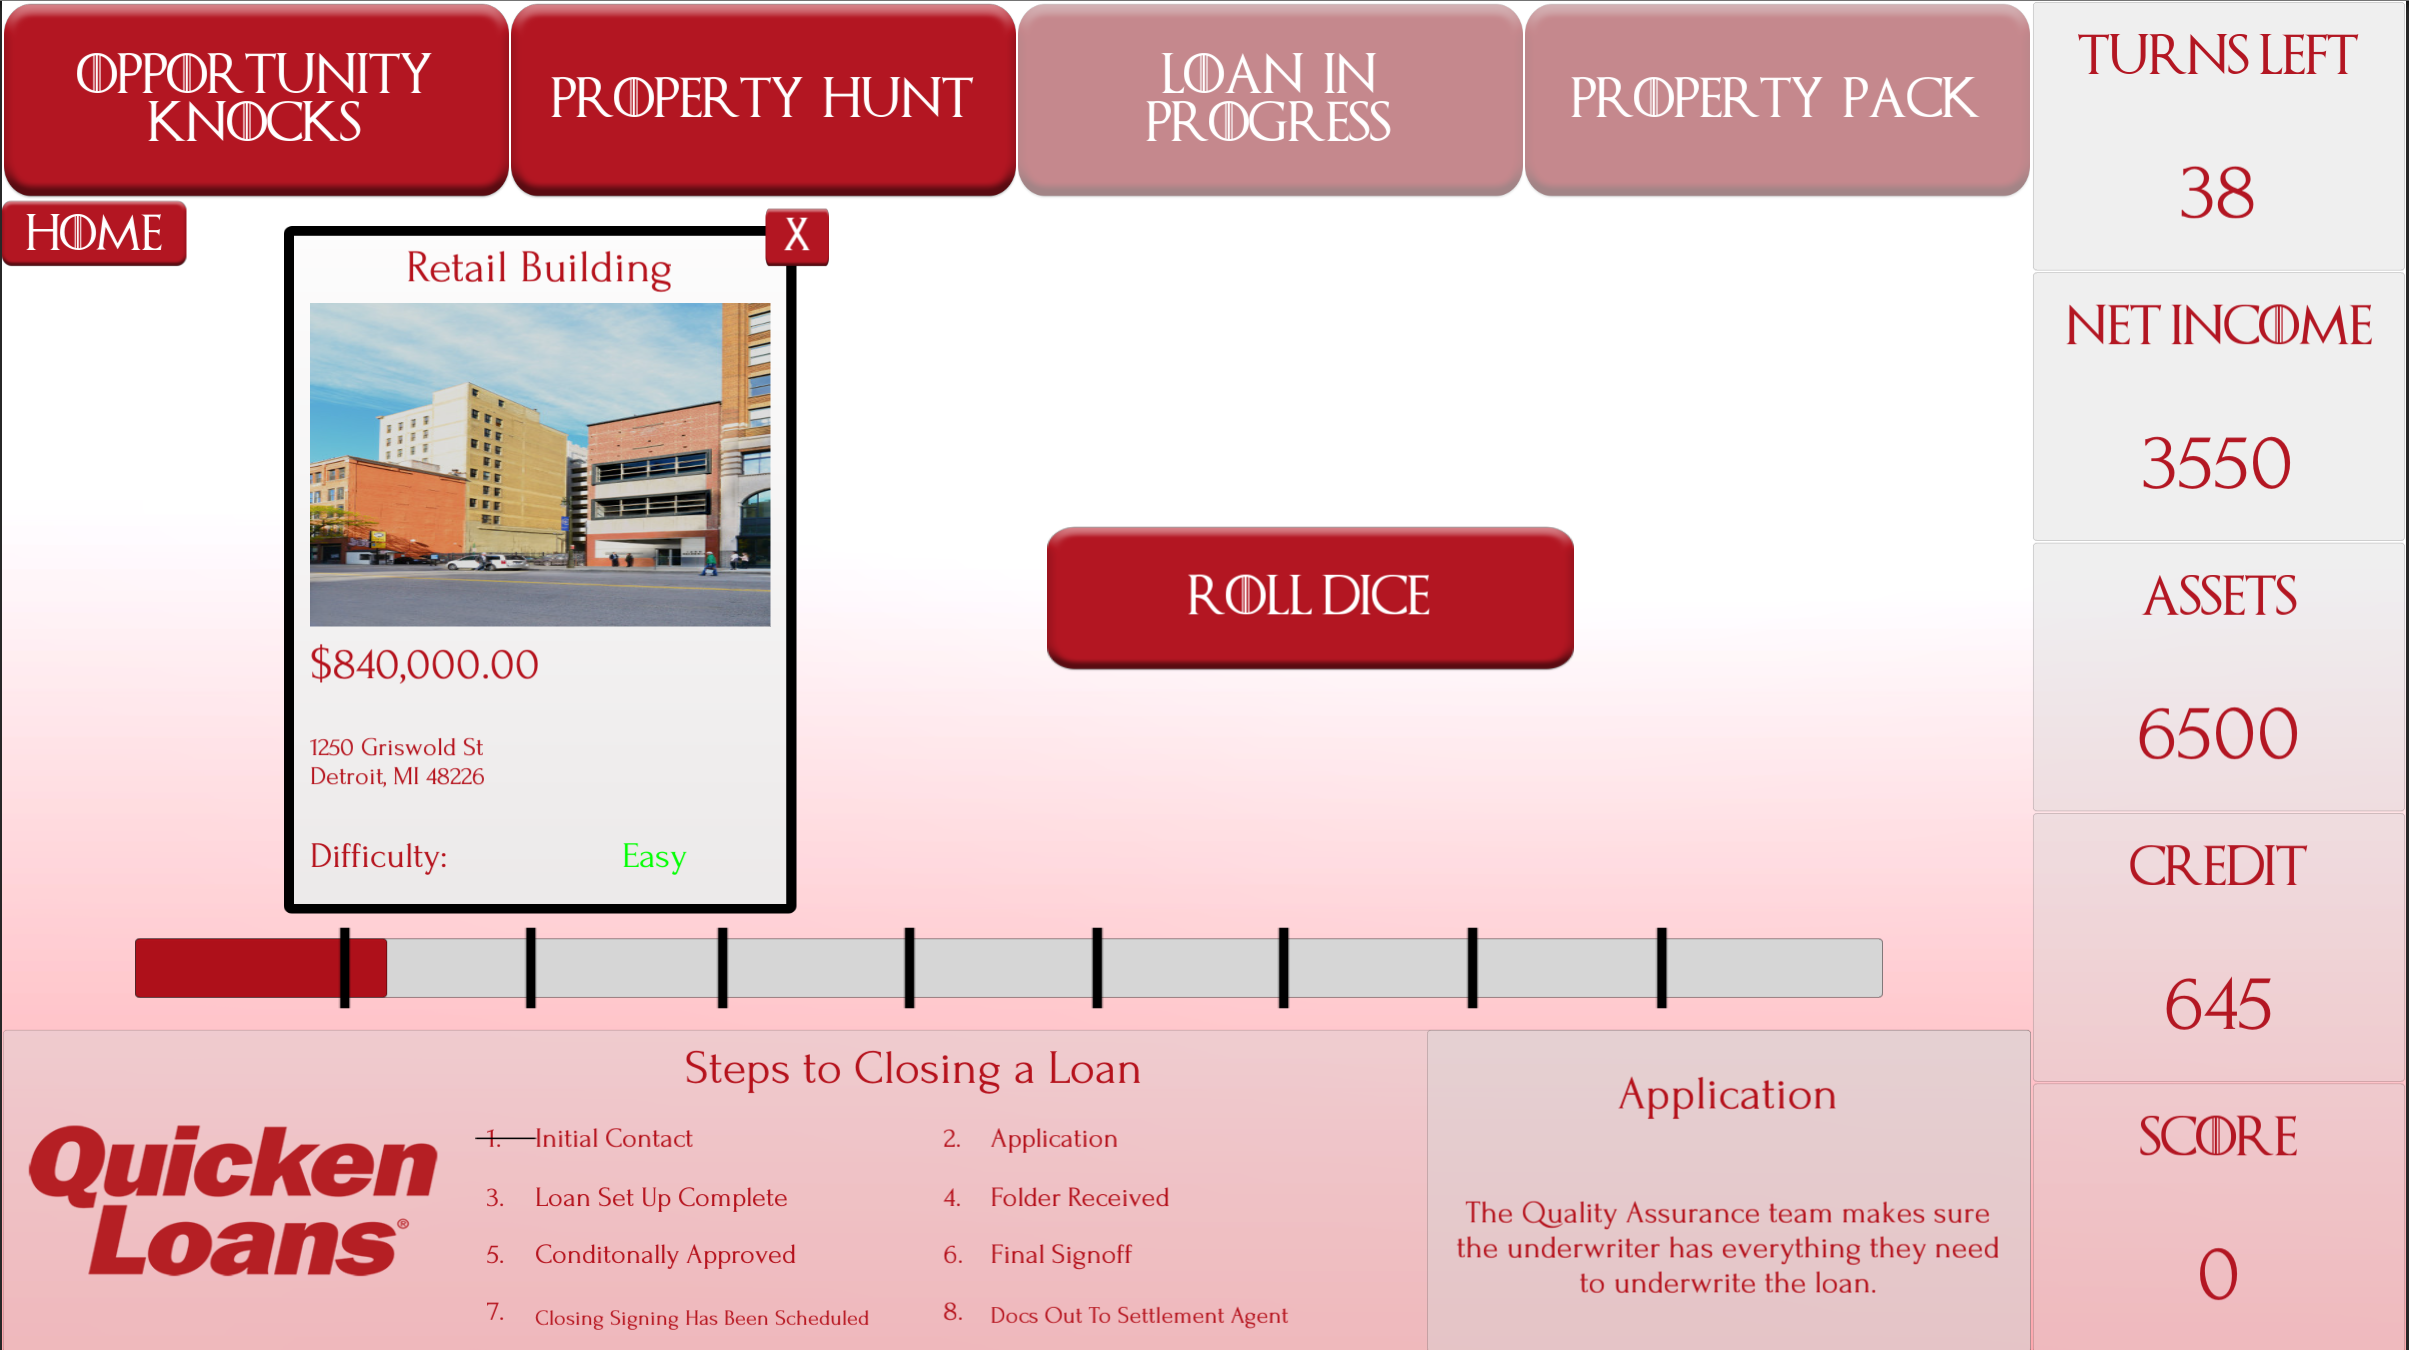 OPPORTUNITY
KNOCKS
PROPERTY HUNT
LOAN IN
PROGRESS
PROPERTY PACK
TURNS LEFT
38
HOME
X
Retail Building
NET INCOME
3550
ROLL DICE
ASSETS
6500
$840,000.00
1250 Griswold St
Detroit, MI 48226
Difficulty: Easy
CREDIT
645
Steps to Closing a Loan
Quicken
Loans®
1. Initial Contact
2. Application
3. Loan Set Up Complete
4. Folder Received
5. Conditonally Approved
6. Final Signoff
7. Closing Signing Has Been Scheduled
8. Docs Out To Settlement Agent
Application
The Quality Assurance team makes sure
the underwriter has everything they need
to underwrite the loan.
SCORE
0